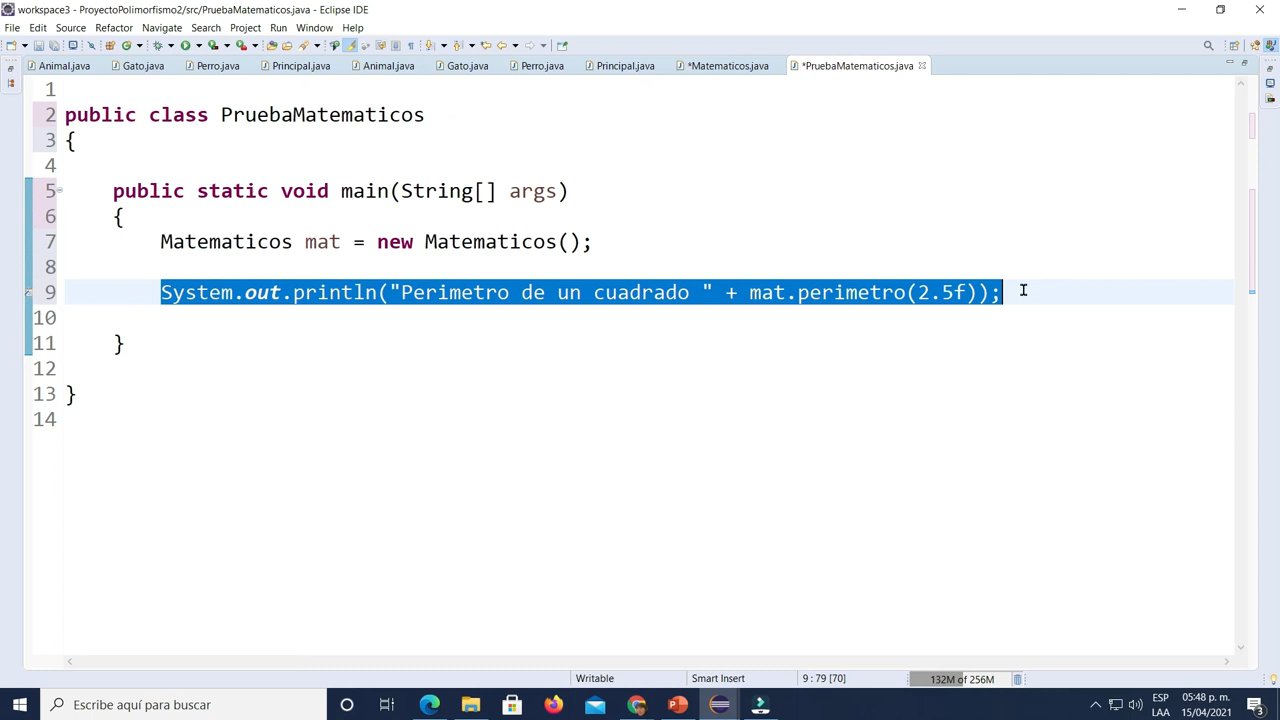 workspace3 - ProyectoPolimorfismo2/src/PruebaMatematicos.java - Eclipse IDE
File Edit Source Refactor Navigate Search Project Run Window Help
Animal.java Gato.java Perro.java Principal.java Animal.java Gato.java Perro.java Principal.java *Matematicos.java *PruebaMatematicos.java
1
2 public class PruebaMatematicos
3 {
4
5 public static void main(String[] args)
6 {
7 Matematicos mat = new Matematicos();
8
9 System.out.println("Perimetro de un cuadrado " + mat.perimetro(2.5f));
10
11 }
12
13 }
14
Writable Smart Insert 9 : 79 [70] 132M of 256M
Escribe aquí para buscar
ESP 05:48 p. m.
LAA 15/04/2021 3